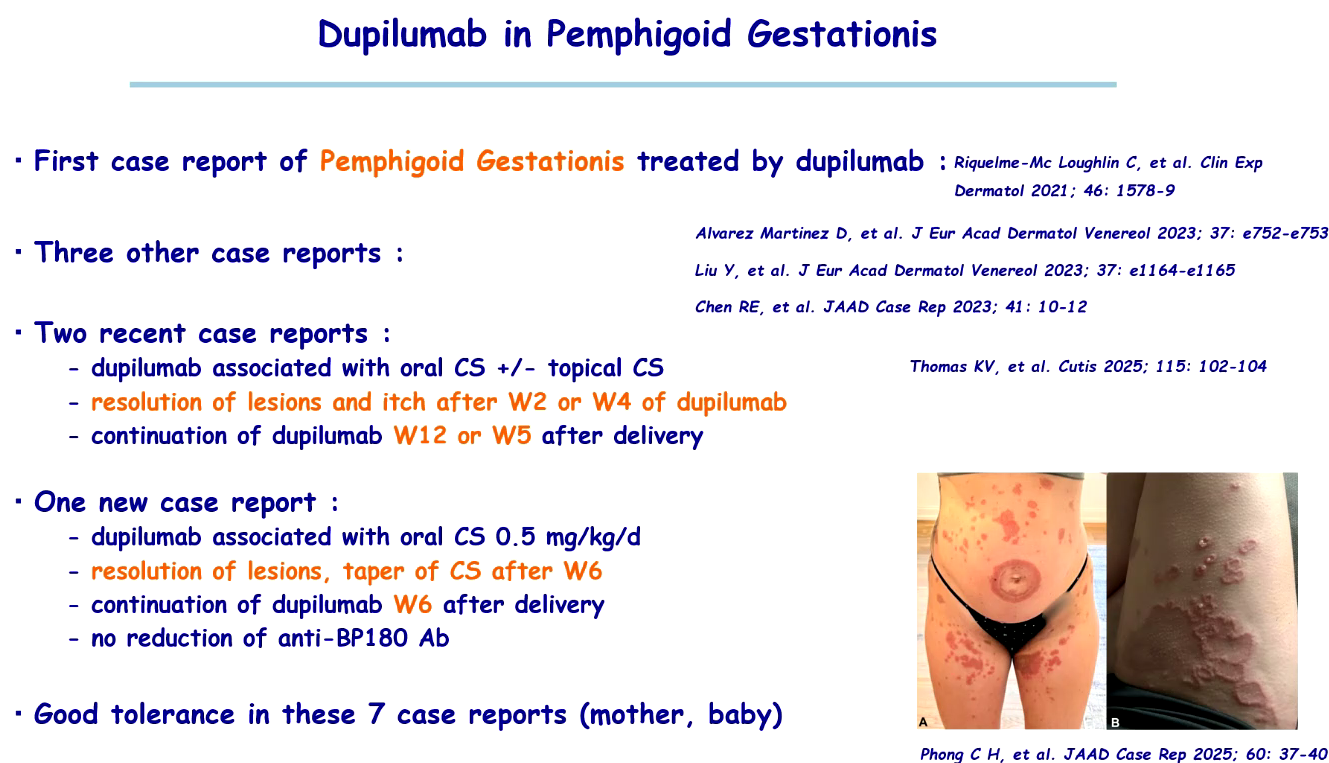 Dupilumab in Pemphigoid Gestationis
▪ First case report of Pemphigoid Gestationis treated by dupilumab : Riquelme-Mc Loughlin C, et al. Clin Exp
Dermatol 2021; 46: 1578-9
Alvarez Martinez D, et al. J Eur Acad Dermatol Venereol 2023; 37: e752-e753
▪ Three other case reports :
Liu Y, et al. J Eur Acad Dermatol Venereol 2023; 37: e1164-e1165
Chen RE, et al. JAAD Case Rep 2023; 41: 10-12
▪ Two recent case reports :
- dupilumab associated with oral CS +/- topical CS
Thomas KV, et al. Cutis 2025; 115: 102-104
- resolution of lesions and itch after W2 or W4 of dupilumab
- continuation of dupilumab W12 or W5 after delivery
▪ One new case report :
- dupilumab associated with oral CS 0.5 mg/kg/d
- resolution of lesions, taper of CS after W6
- continuation of dupilumab W6 after delivery
- no reduction of anti-BP180 Ab
▪ Good tolerance in these 7 case reports (mother, baby)
A
B
Phong C H, et al. JAAD Case Rep 2025; 60: 37-40